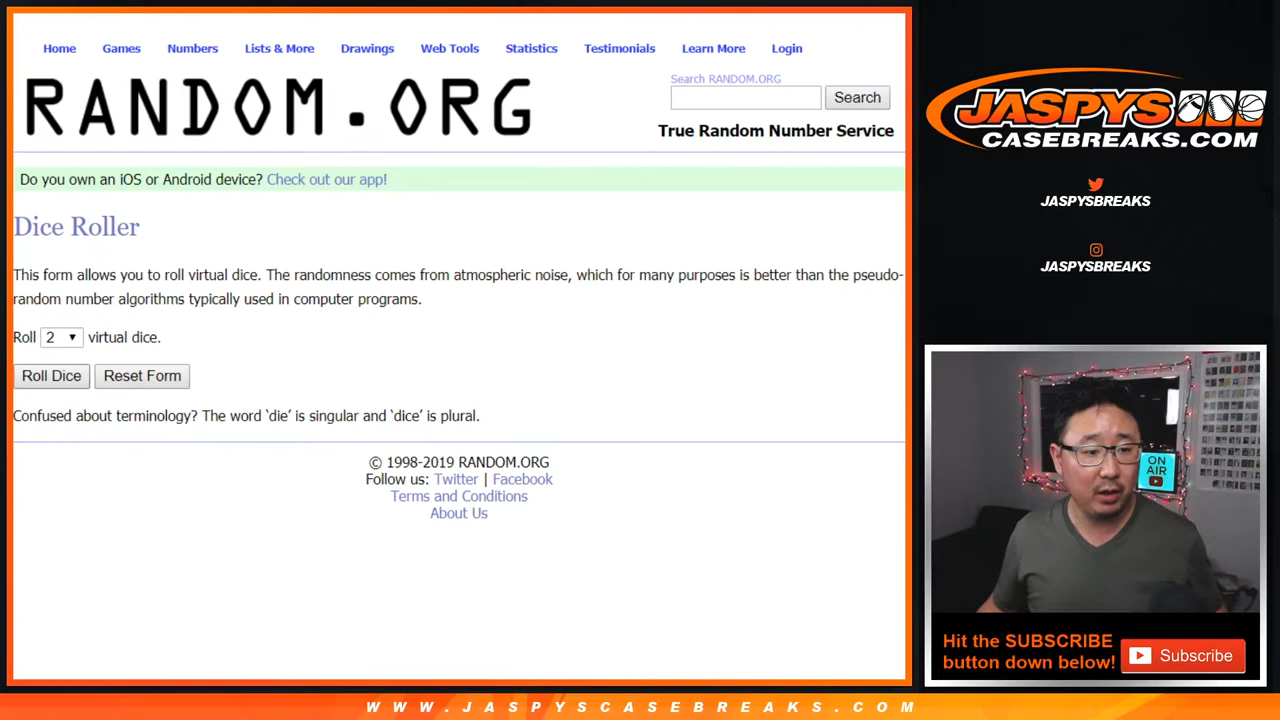 Home Games Numbers Lists & More Drawings Web Tools Statistics Testimonials Learn More Login
RANDOM.ORG
Search RANDOM.ORG
Search
True Random Number Service
Do you own an iOS or Android device? Check out our app!
Dice Roller
This form allows you to roll virtual dice. The randomness comes from atmospheric noise, which for many purposes is better than the pseudo-
random number algorithms typically used in computer programs.
Roll 2 virtual dice.
Roll Dice Reset Form
Confused about terminology? The word ‘die’ is singular and ‘dice’ is plural.
© 1998-2019 RANDOM.ORG
Follow us: Twitter | Facebook
Terms and Conditions
About Us
JASPYS
CASEBREAKS.COM
JASPYSBREAKS
JASPYSBREAKS
ON
AIR
Hit the SUBSCRIBE
button down below!
Subscribe
WWW.JASPYSCASEBREAKS.COM